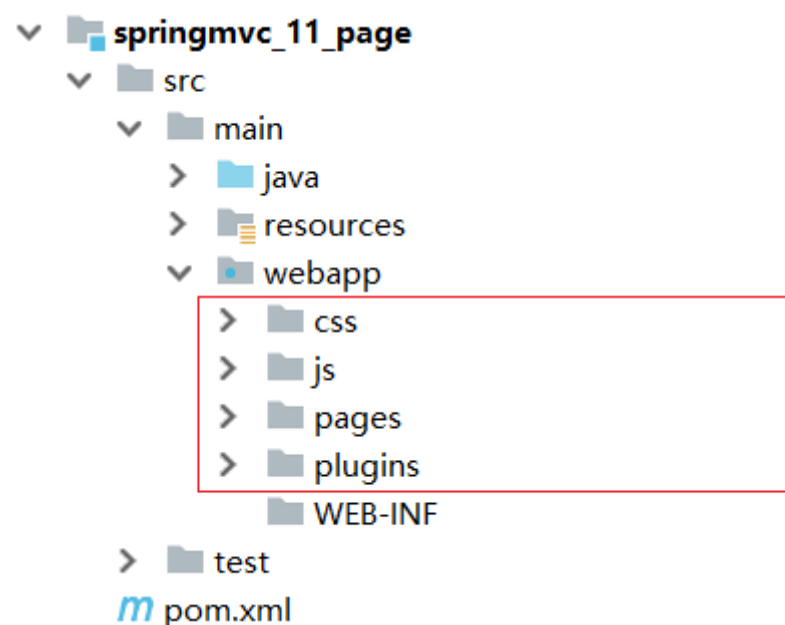 springmvc_11_page
src
main
java
resources
webapp
css
js
pages
plugins
WEB-INF
test
pom.xml